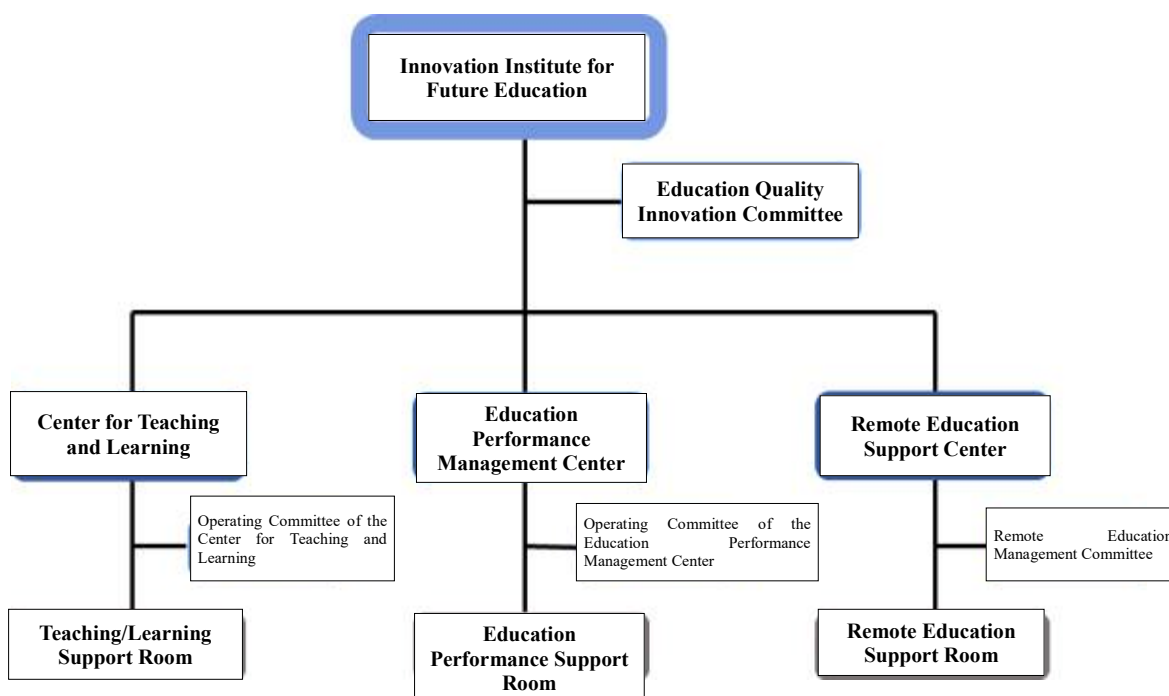 Innovation Institute for
Future Education
Education Quality
Innovation Committee
Center for Teaching
and Learning
Education
Performance
Management Center
Remote Education
Support Center
Operating Committee of the
Center for Teaching and
Learning
Operating Committee of the
Education Performance
Management Center
Remote Education
Management Committee
Teaching/Learning
Support Room
Education
Performance Support
Room
Remote Education
Support Room